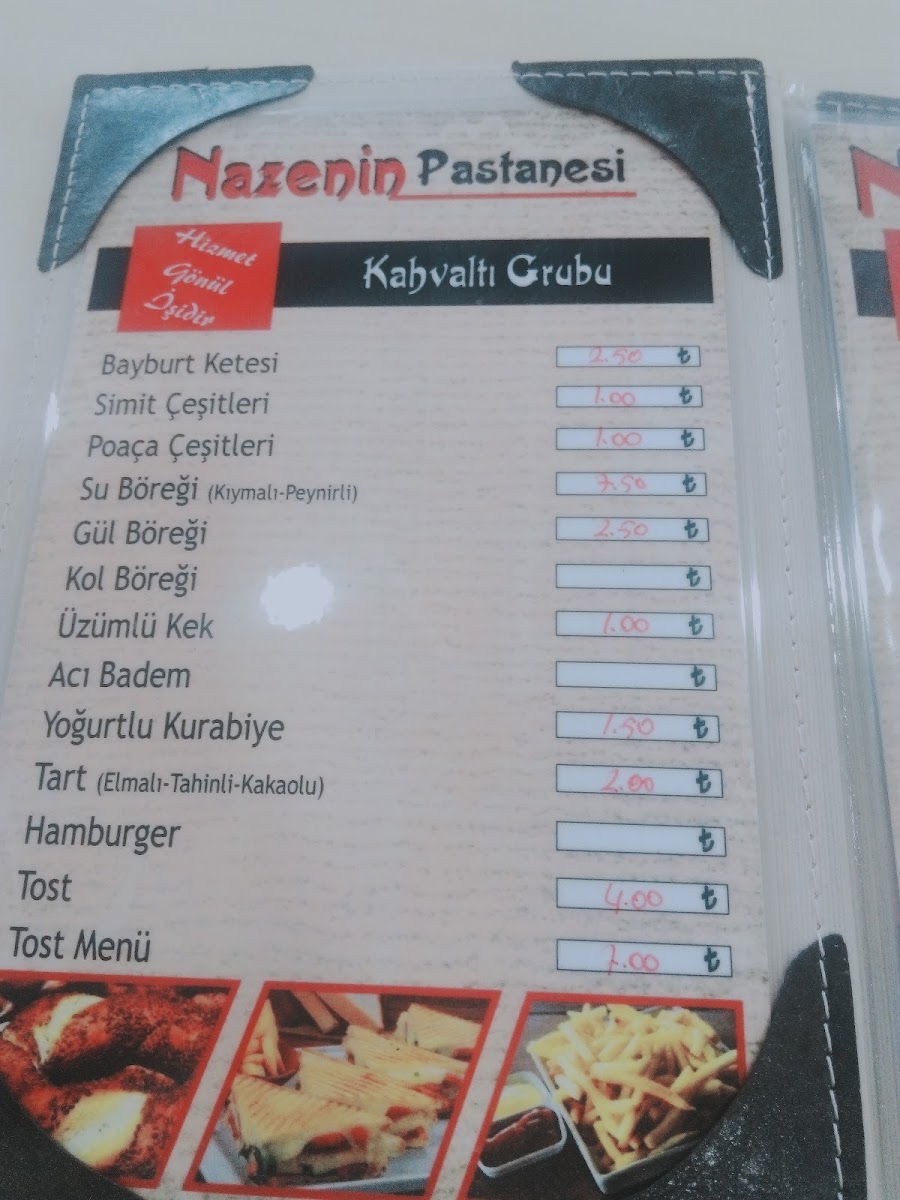 Nazenin Pastanesi
Hizmet
Gönül
İşidir
Kahvaltı Grubu
Bayburt Ketesi 2.50 ₺
Simit Çeşitleri 1.00 ₺
Poaça Çeşitleri 1.00 ₺
Su Böreği (Kıymalı-Peynirli) 7.50 ₺
Gül Böreği 2.50 ₺
Kol Böreği ₺
Üzümlü Kek 1.00 ₺
Acı Badem ₺
Yoğurtlu Kurabiye 1.50 ₺
Tart (Elmalı-Tahinli-Kakaolu) 2.00 ₺
Hamburger ₺
Tost 4.00 ₺
Tost Menü 7.00 ₺
N